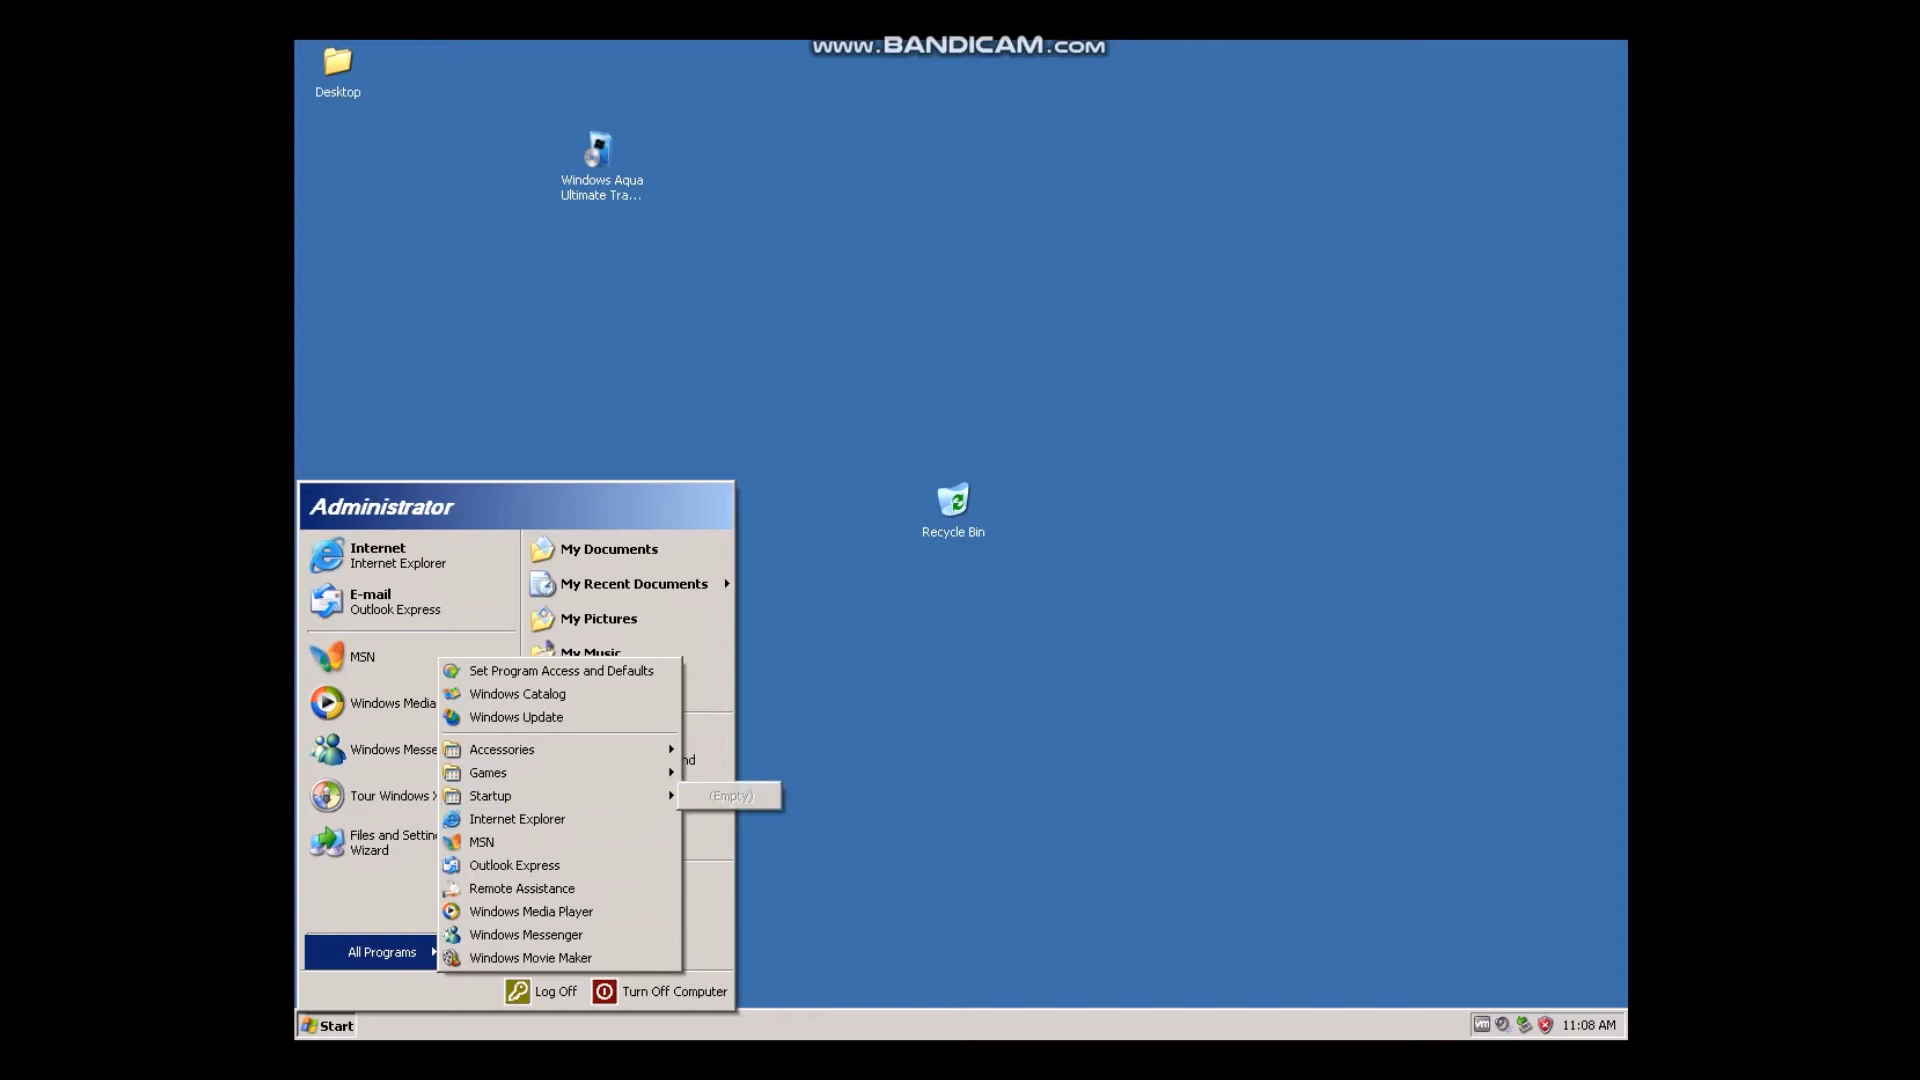 www.BANDICAM.com
Desktop
Windows Aqua
Ultimate Tra...
Recycle Bin
Administrator
Internet
Internet Explorer
E-mail
Outlook Express
MSN
Windows Media
Windows Messe
Tour Windows X
Files and Settin
Wizard
All Programs
My Documents
My Recent Documents
My Pictures
My Music
nd
Set Program Access and Defaults
Windows Catalog
Windows Update
Accessories
Games
Startup
Internet Explorer
MSN
Outlook Express
Remote Assistance
Windows Media Player
Windows Messenger
Windows Movie Maker
(Empty)
Log Off
Turn Off Computer
Start
vm
11:08 AM